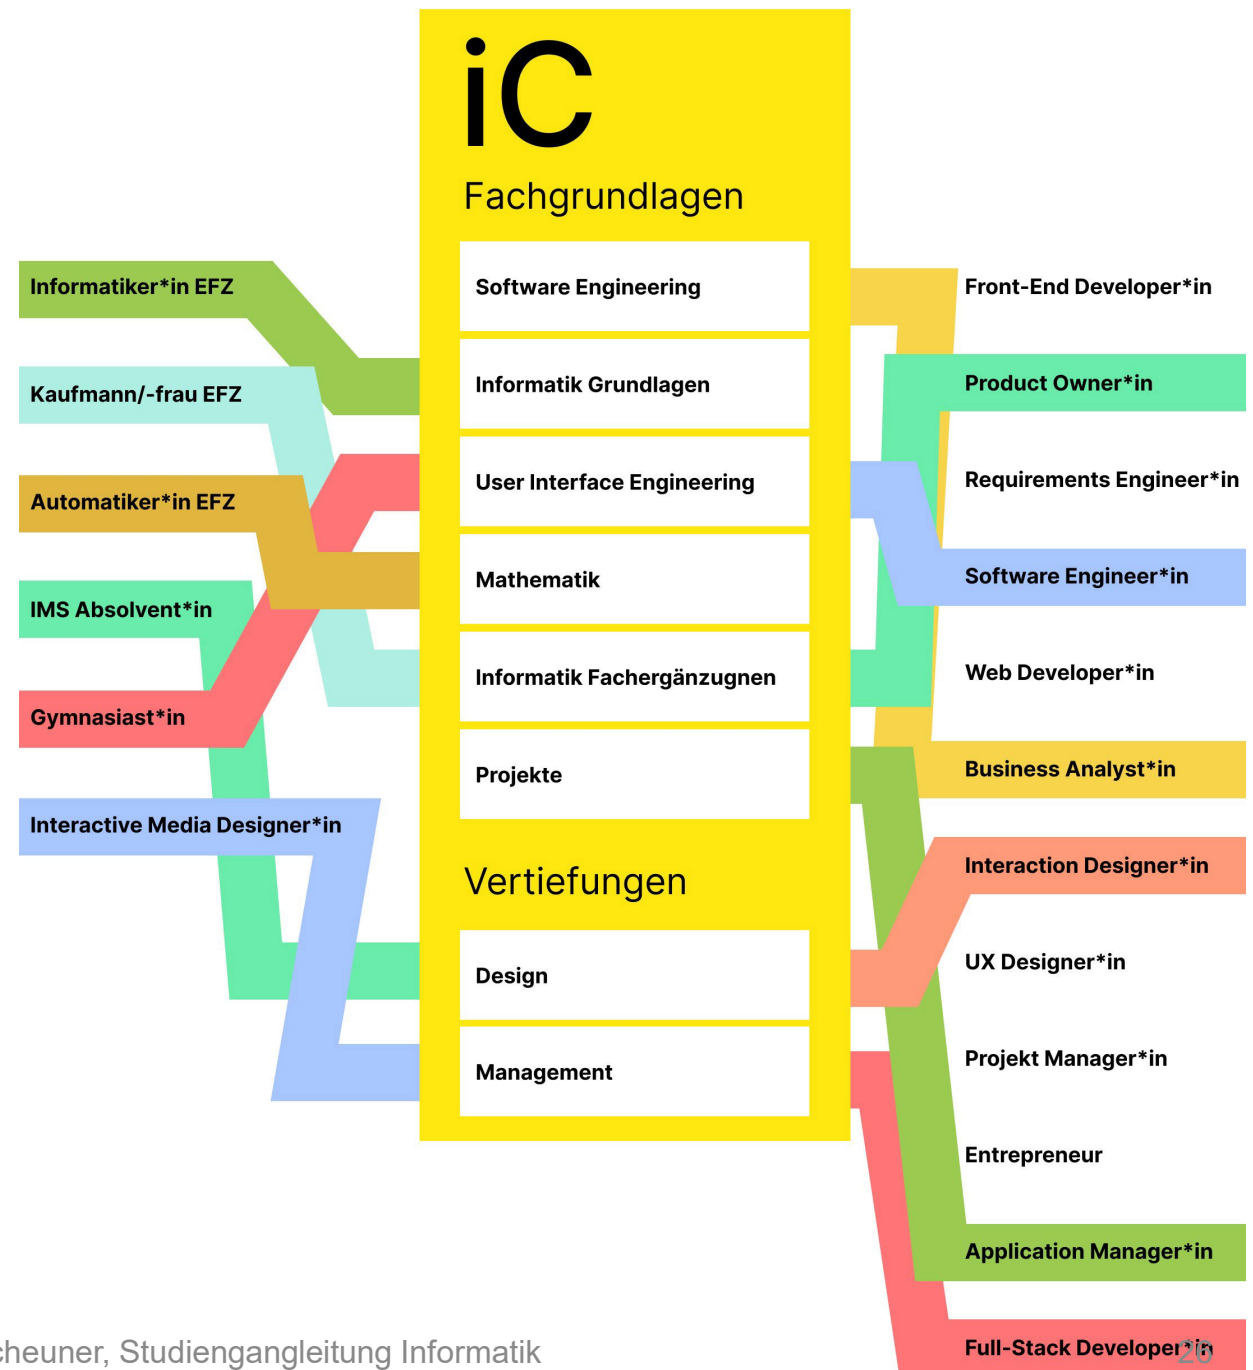 iC
Fachgrundlagen
Informatiker*in EFZ
Kaufmann/-frau EFZ
Automatiker*in EFZ
IMS Absolvent*in
Gymnasiast*in
Interactive Media Designer*in
Software Engineering
Informatik Grundlagen
User Interface Engineering
Mathematik
Informatik Fachergänzugnen
Projekte
Vertiefungen
Design
Management
Front-End Developer*in
Product Owner*in
Requirements Engineer*in
Software Engineer*in
Web Developer*in
Business Analyst*in
Interaction Designer*in
UX Designer*in
Projekt Manager*in
Entrepreneur
Application Manager*in
Full-Stack Developer*in
cheuner, Studiengangleitung Informatik
26